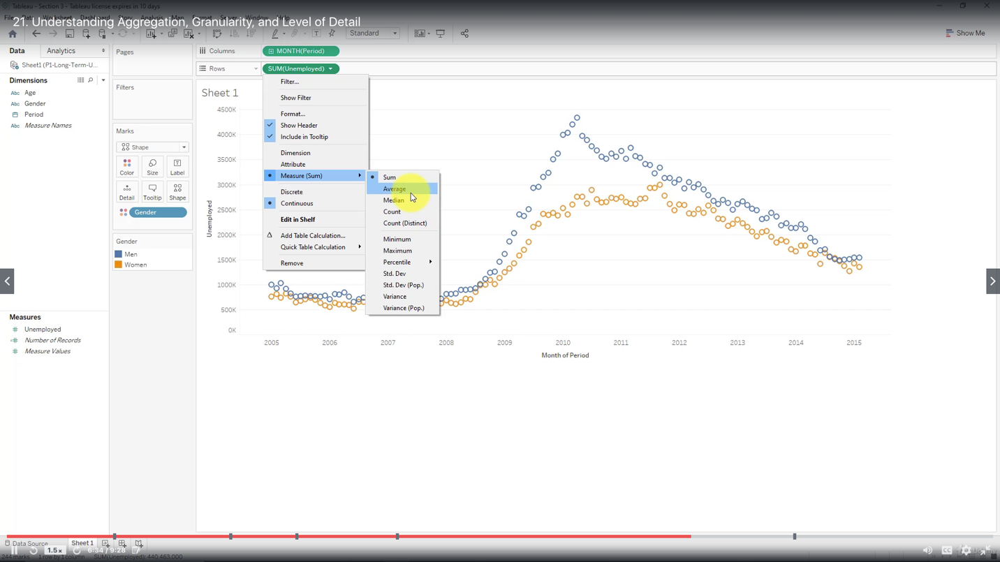 Tableau - Section 3 - Tableau license expires in 10 days
File Data Worksheet Dashboard Story Analysis Map Format Server Window Help
21. Understanding Aggregation, Granularity, and Level of Detail
Standard
Show Me
Data
Analytics
Pages
Columns
MONTH(Period)
Sheet1 (P1-Long-Term-U...
Rows
SUM(Unemployed)
Dimensions
Age
Gender
Period
Measure Names
Filters
Marks
Shape
Color
Size
Label
Detail
Tooltip
Shape
Gender
Gender
Men
Women
Measures
Unemployed
Number of Records
Measure Values
Sheet 1
Filter...
Show Filter
Format...
Show Header
Include in Tooltip
Dimension
Attribute
Measure (Sum)
Discrete
Continuous
Edit in Shelf
Add Table Calculation...
Quick Table Calculation
Remove
Sum
Average
Median
Count
Count (Distinct)
Minimum
Maximum
Percentile
Std. Dev
Std. Dev (Pop.)
Variance
Variance (Pop.)
Unemployed
4500K
4000K
3500K
3000K
2500K
2000K
1500K
1000K
500K
0K
2005 2006 2007 2008 2009 2010 2011 2012 2013 2014 2015
Month of Period
Data Source
Sheet 1
1.5x
6:34 / 9:28
CC
244 marks 1 row by 1 column SUM(Unemployed): 440,463,000